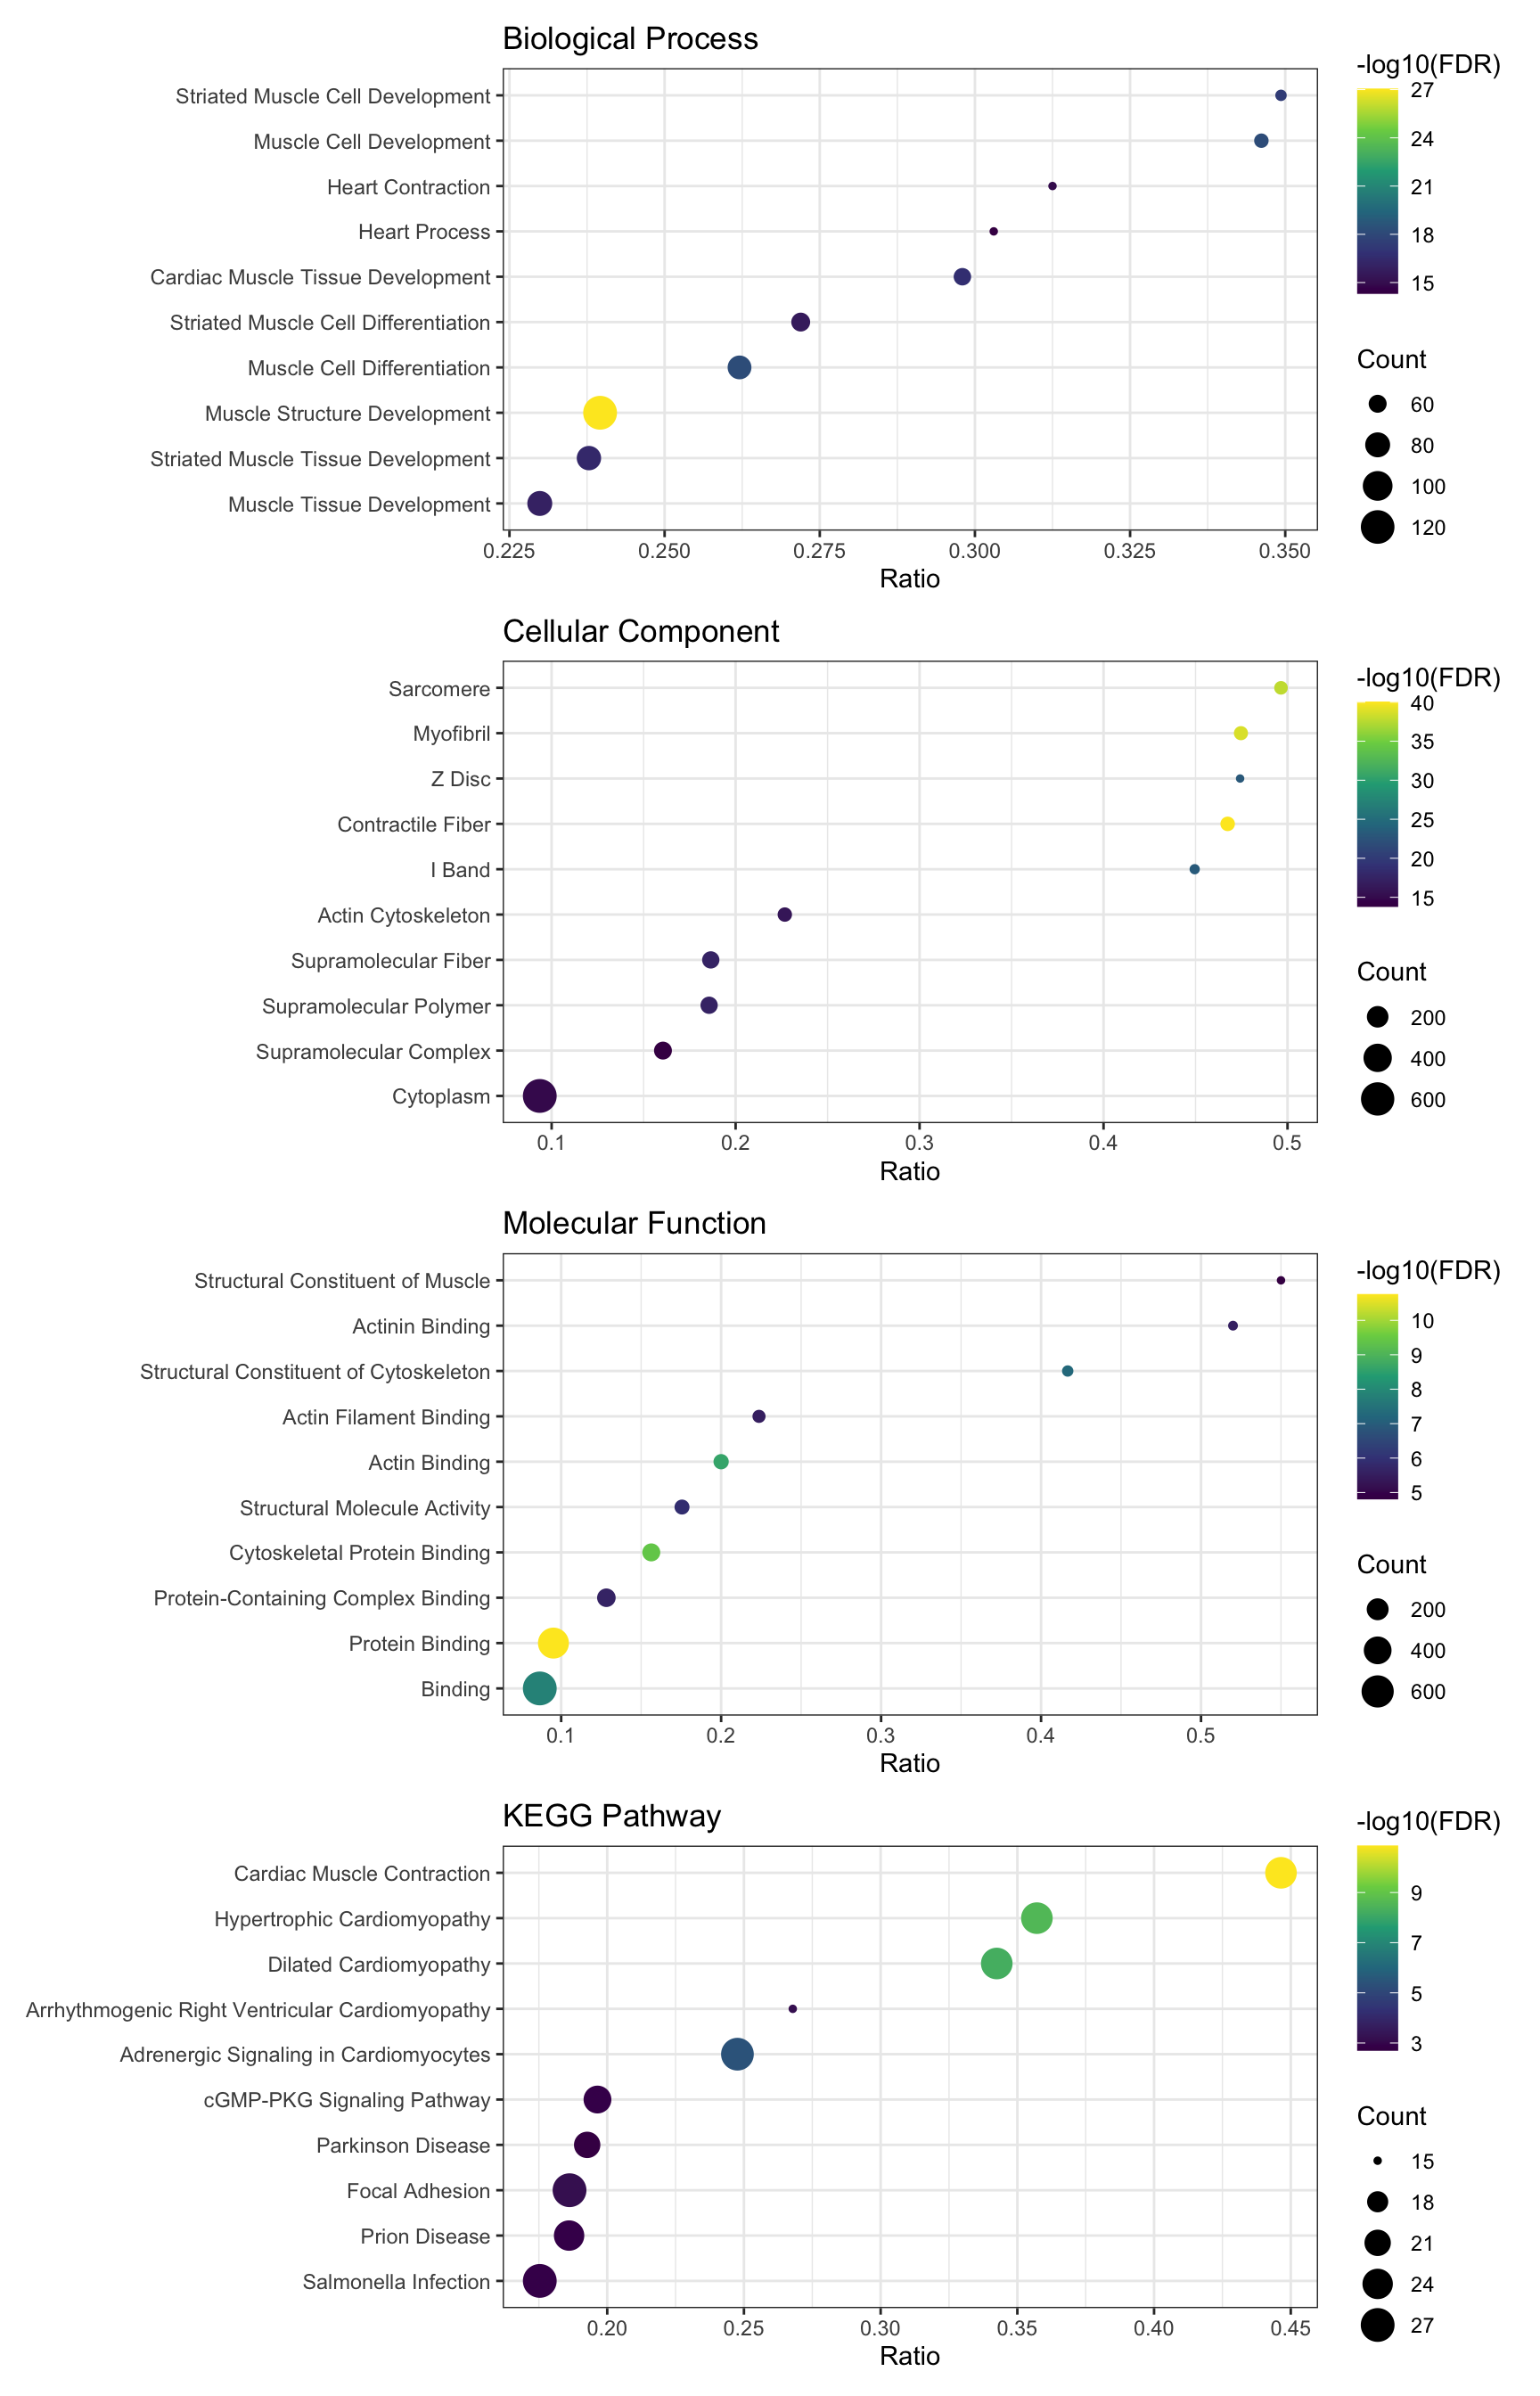 Biological Process
Striated Muscle Cell Development
Muscle Cell Development
Heart Contraction
Heart Process
Cardiac Muscle Tissue Development
Striated Muscle Cell Differentiation
Muscle Cell Differentiation
Muscle Structure Development
Striated Muscle Tissue Development
Muscle Tissue Development
0.225 0.250 0.275 0.300 0.325 0.350
Ratio
-log10(FDR)
27
24
21
18
15
Count
60
80
100
120
Cellular Component
Sarcomere
Myofibril
Z Disc
Contractile Fiber
I Band
Actin Cytoskeleton
Supramolecular Fiber
Supramolecular Polymer
Supramolecular Complex
Cytoplasm
0.1 0.2 0.3 0.4 0.5
Ratio
-log10(FDR)
40
35
30
25
20
15
Count
200
400
600
Molecular Function
Structural Constituent of Muscle
Actinin Binding
Structural Constituent of Cytoskeleton
Actin Filament Binding
Actin Binding
Structural Molecule Activity
Cytoskeletal Protein Binding
Protein-Containing Complex Binding
Protein Binding
Binding
0.1 0.2 0.3 0.4 0.5
Ratio
-log10(FDR)
10
9
8
7
6
5
Count
200
400
600
KEGG Pathway
Cardiac Muscle Contraction
Hypertrophic Cardiomyopathy
Dilated Cardiomyopathy
Arrhythmogenic Right Ventricular Cardiomyopathy
Adrenergic Signaling in Cardiomyocytes
cGMP-PKG Signaling Pathway
Parkinson Disease
Focal Adhesion
Prion Disease
Salmonella Infection
0.20 0.25 0.30 0.35 0.40 0.45
Ratio
-log10(FDR)
9
7
5
3
Count
15
18
21
24
27